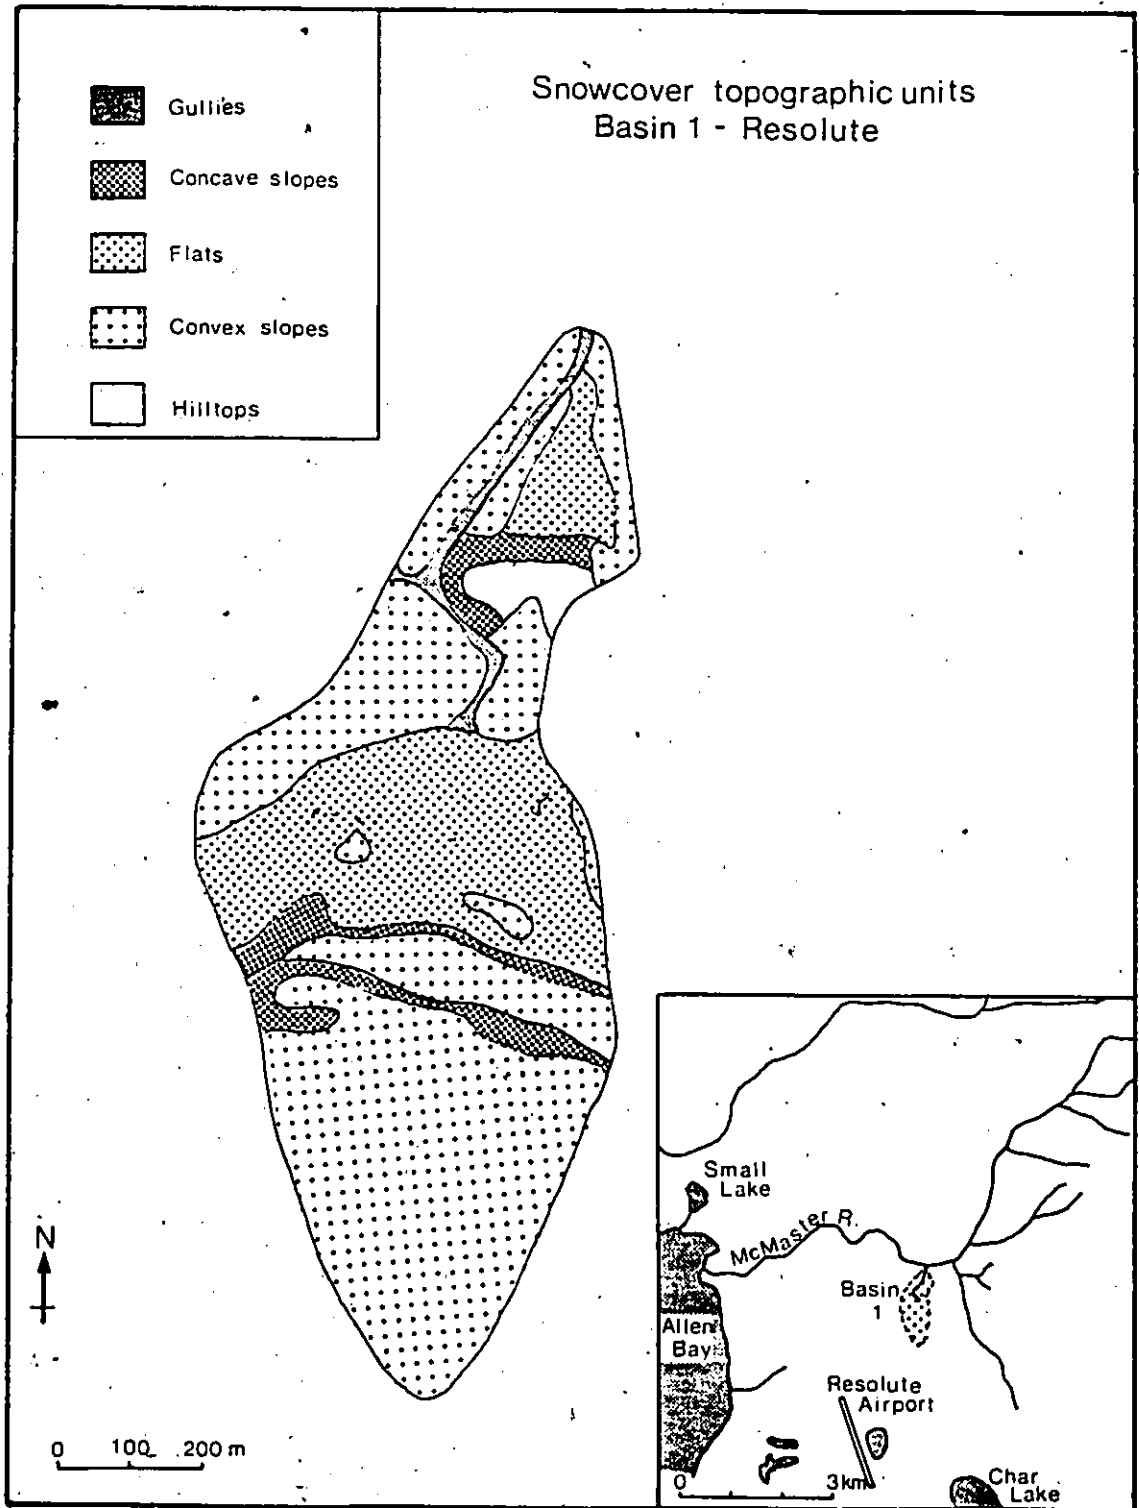 Snowcover topographic units
Basin 1 - Resolute
Gullies
Concave slopes
Flats
Convex slopes
Hilltops
N
0 100 200 m
Small
Lake
McMaster R.
Basin
1
Allen
Bay
Resolute
Airport
0 3km
Char
Lake